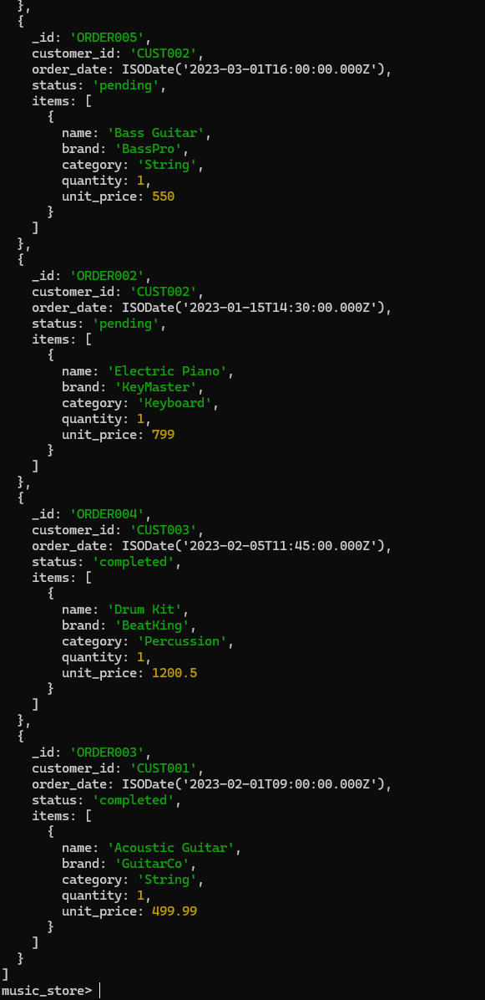 },
  {
    _id: 'ORDER005',
    customer_id: 'CUST002',
    order_date: ISODate('2023-03-01T16:00:00.000Z'),
    status: 'pending',
    items: [
      {
        name: 'Bass Guitar',
        brand: 'BassPro',
        category: 'String',
        quantity: 1,
        unit_price: 550
      }
    ]
  },
  {
    _id: 'ORDER002',
    customer_id: 'CUST002',
    order_date: ISODate('2023-01-15T14:30:00.000Z'),
    status: 'pending',
    items: [
      {
        name: 'Electric Piano',
        brand: 'KeyMaster',
        category: 'Keyboard',
        quantity: 1,
        unit_price: 799
      }
    ]
  },
  {
    _id: 'ORDER004',
    customer_id: 'CUST003',
    order_date: ISODate('2023-02-05T11:45:00.000Z'),
    status: 'completed',
    items: [
      {
        name: 'Drum Kit',
        brand: 'BeatKing',
        category: 'Percussion',
        quantity: 1,
        unit_price: 1200.5
      }
    ]
  },
  {
    _id: 'ORDER003',
    customer_id: 'CUST001',
    order_date: ISODate('2023-02-01T09:00:00.000Z'),
    status: 'completed',
    items: [
      {
        name: 'Acoustic Guitar',
        brand: 'GuitarCo',
        category: 'String',
        quantity: 1,
        unit_price: 499.99
      }
    ]
  }
]
music_store>